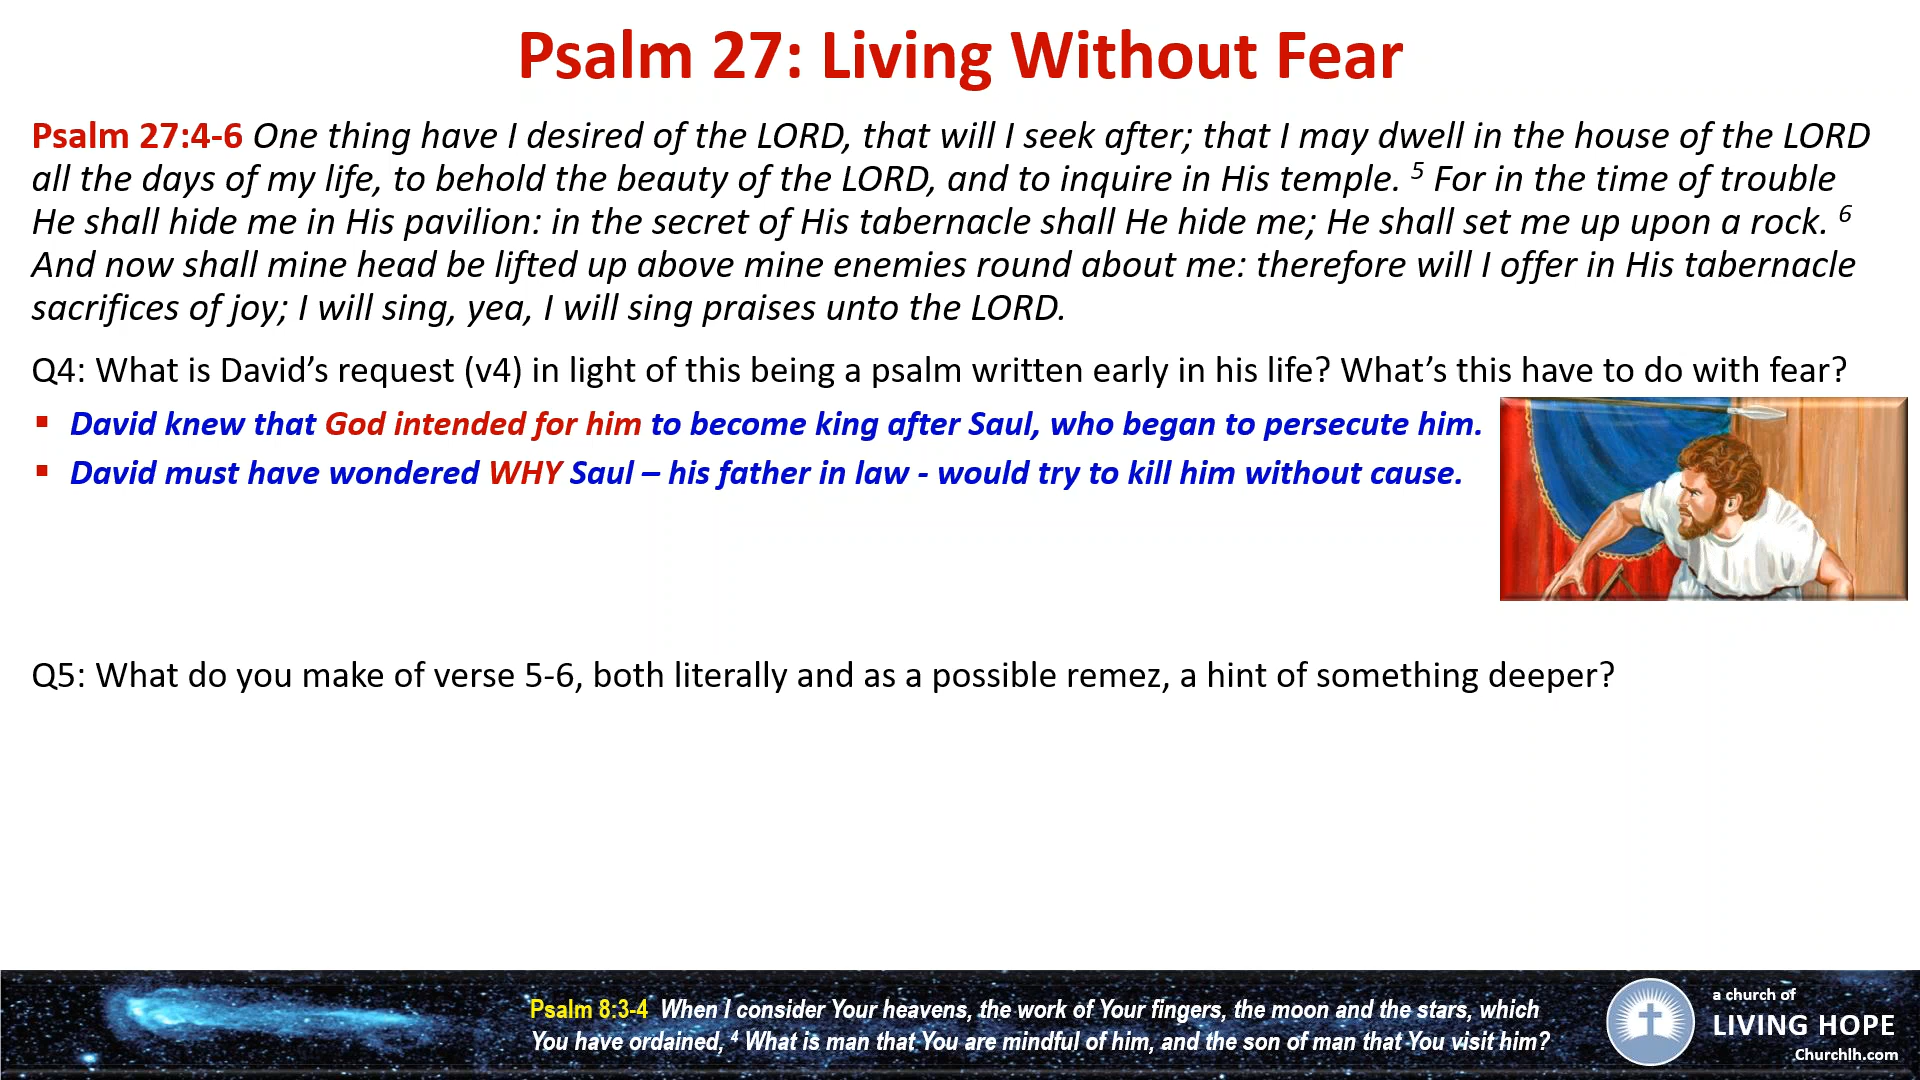 Psalm 27: Living Without Fear
Psalm 27:4-6 One thing have I desired of the LORD, that will I seek after; that I may dwell in the house of the LORD
all the days of my life, to behold the beauty of the LORD, and to inquire in His temple. 5 For in the time of trouble
He shall hide me in His pavilion: in the secret of His tabernacle shall He hide me; He shall set me up upon a rock. 6
And now shall mine head be lifted up above mine enemies round about me: therefore will I offer in His tabernacle
sacrifices of joy; I will sing, yea, I will sing praises unto the LORD.
Q4: What is David’s request (v4) in light of this being a psalm written early in his life? What’s this have to do with fear?
▪ David knew that God intended for him to become king after Saul, who began to persecute him.
▪ David must have wondered WHY Saul – his father in law - would try to kill him without cause.
Q5: What do you make of verse 5-6, both literally and as a possible remez, a hint of something deeper?
Psalm 8:3-4 When I consider Your heavens, the work of Your fingers, the moon and the stars, which
You have ordained, 4 What is man that You are mindful of him, and the son of man that You visit him?
a church of
LIVING HOPE
Churchlh.com